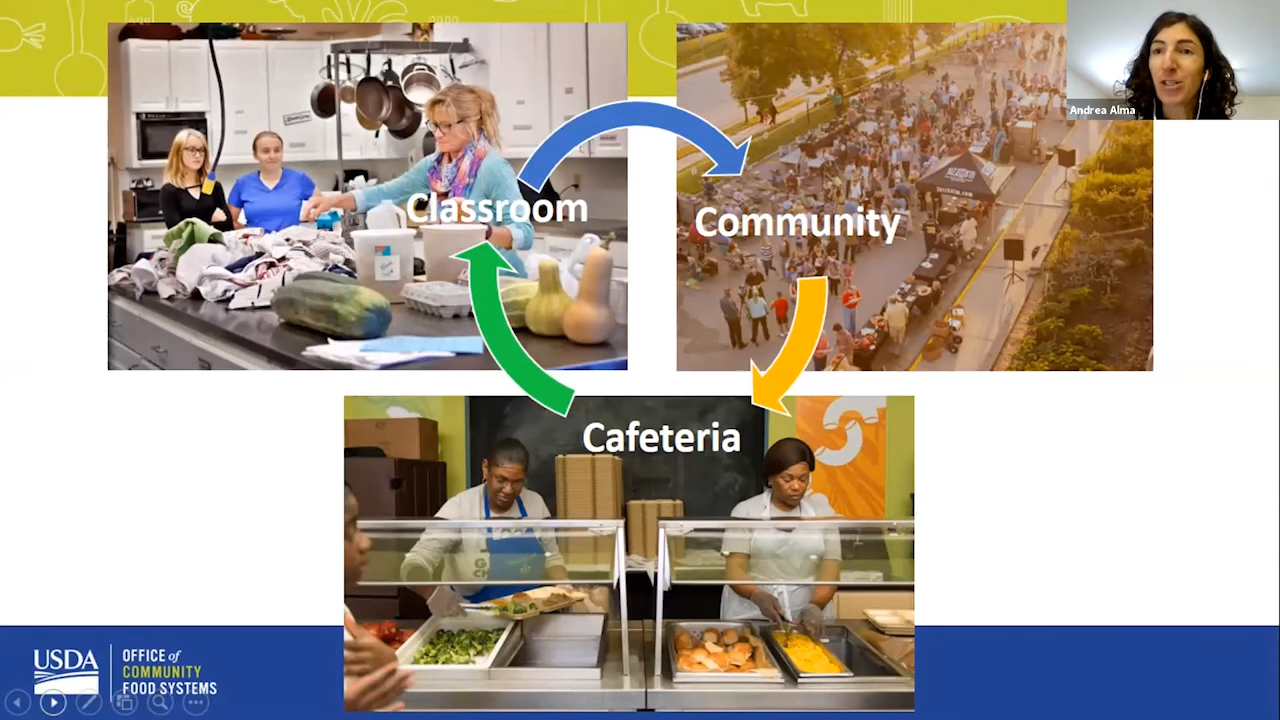 Andrea Alma
Classroom
Community
Cafeteria
USDA
OFFICE of
COMMUNITY
FOOD SYSTEMS